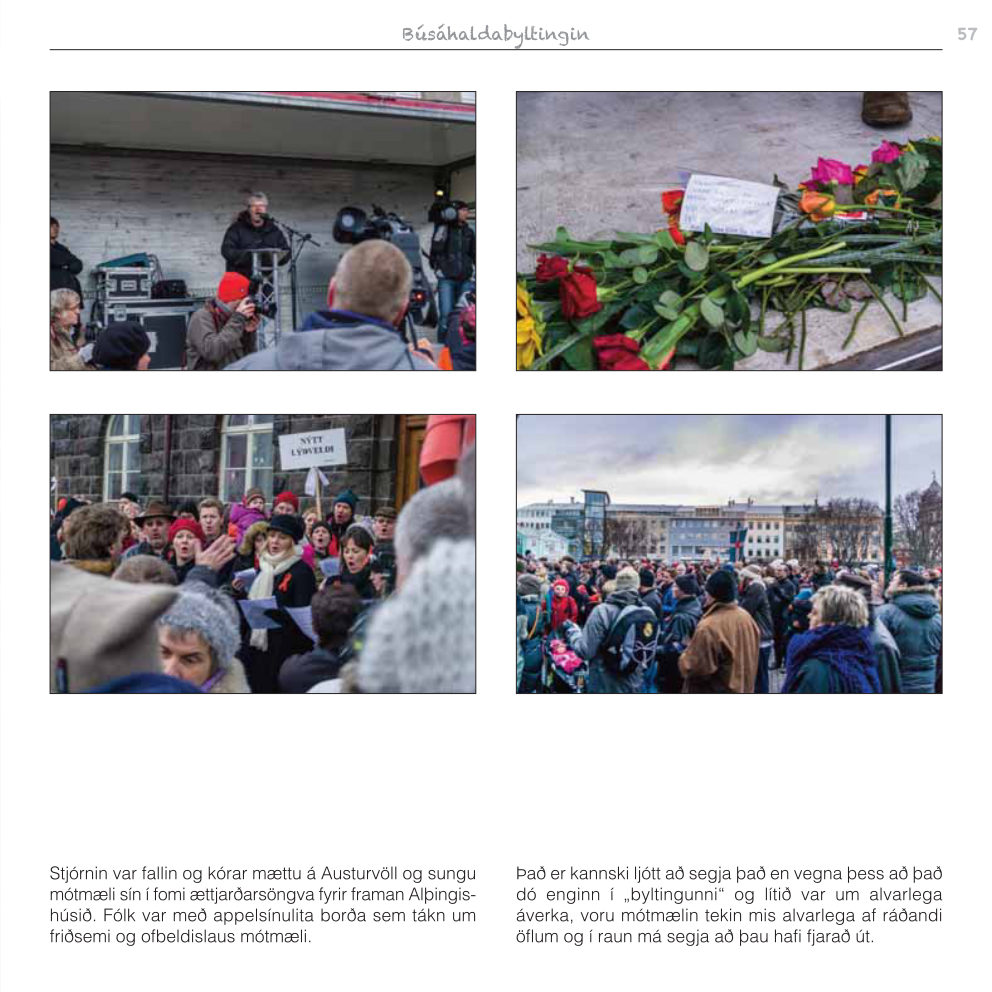 Búsáhaldabyltingin
57
NÝTT
LÝÐVELDI
Stjórnin var fallin og kórar mættu á Austurvöll og sungu
mótmæli sín í fomi ættjarðarsöngva fyrir framan Alþingis-
húsið. Fólk var með appelsínulita borða sem tákn um
friðsemi og ofbeldislaus mótmæli.
Það er kannski ljótt að segja það en vegna þess að það
dó enginn í „byltingunni“ og lítið var um alvarlega
áverka, voru mótmælin tekin mis alvarlega af ráðandi
öflum og í raun má segja að þau hafi fjarað út.